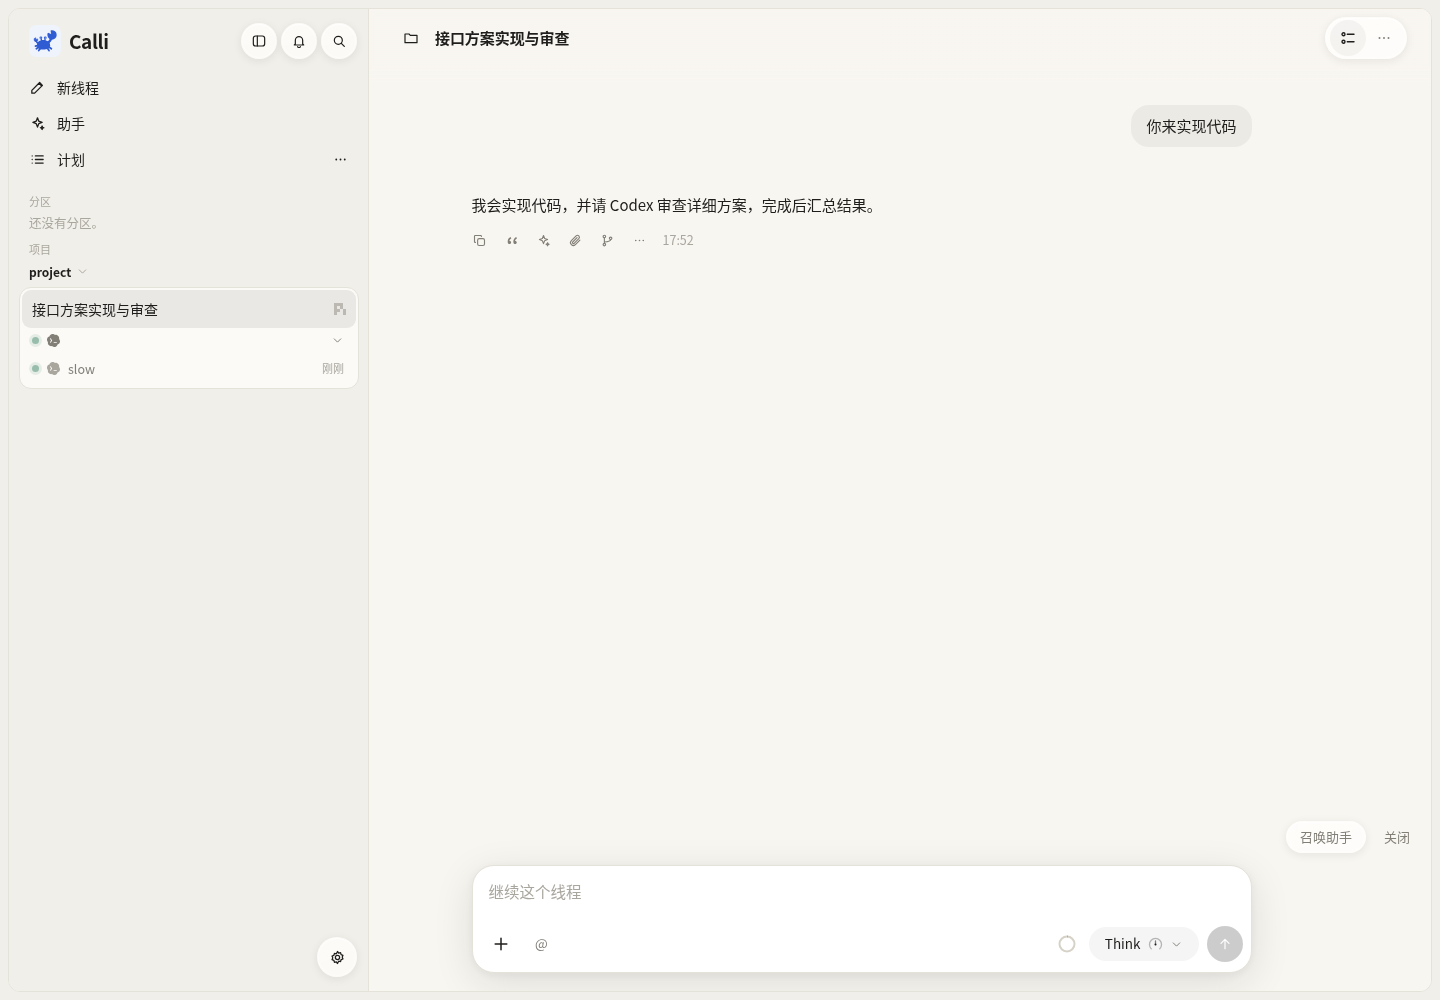 Calli
新线程
助手
计划
分区
还没有分区。
项目
project
接口方案实现与审查
slow 刚刚
接口方案实现与审查
你来实现代码
我会实现代码，并请 Codex 审查详细方案，完成后汇总结果。
17:52
召唤助手 关闭
继续这个线程
@ Think